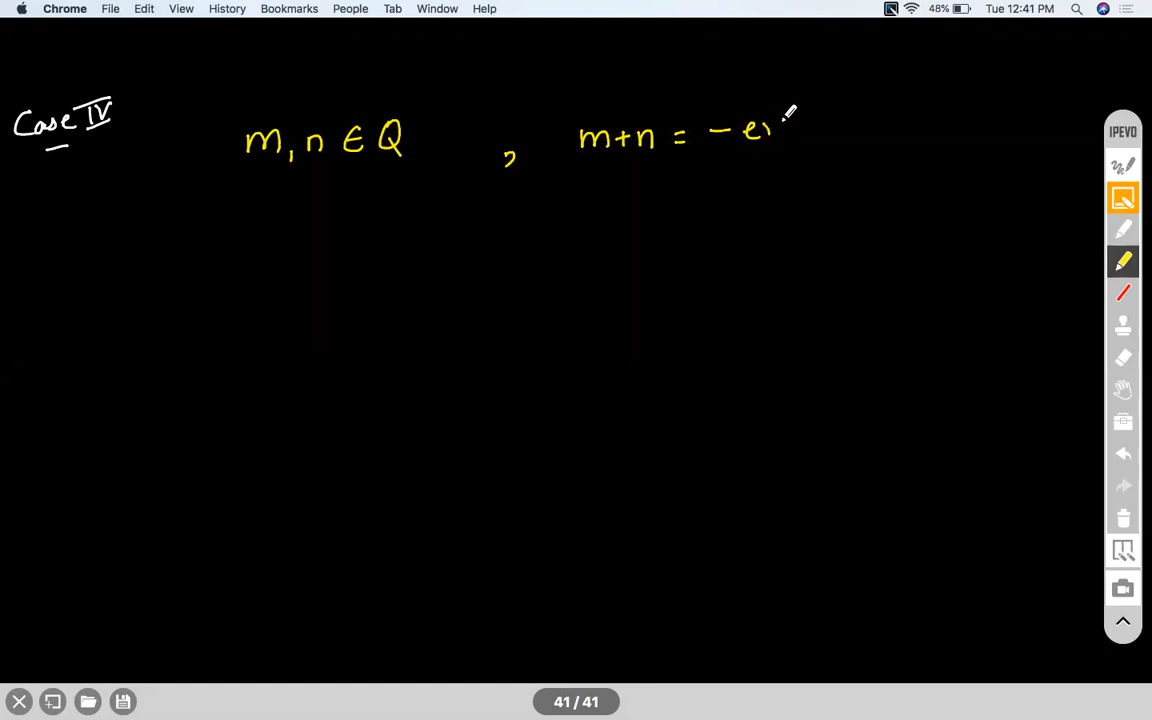 Chrome File Edit View History Bookmarks People Tab Window Help 48% Tue 12:41 PM
Case IV
m, n ∈ Q , m+n = - e
IPEVO
41 / 41